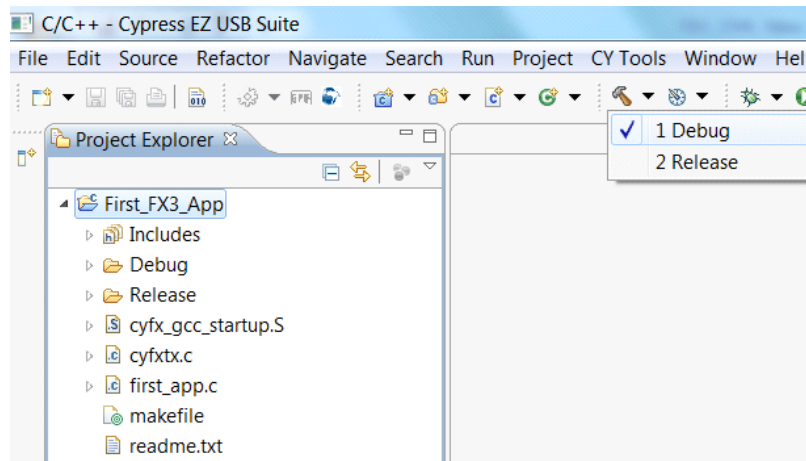 C/C++ - Cypress EZ USB Suite
File Edit Source Refactor Navigate Search Run Project CY Tools Window Hel
Project Explorer
1 Debug
2 Release
First_FX3_App
Includes
Debug
Release
cyfx_gcc_startup.S
cyfxtx.c
first_app.c
makefile
readme.txt